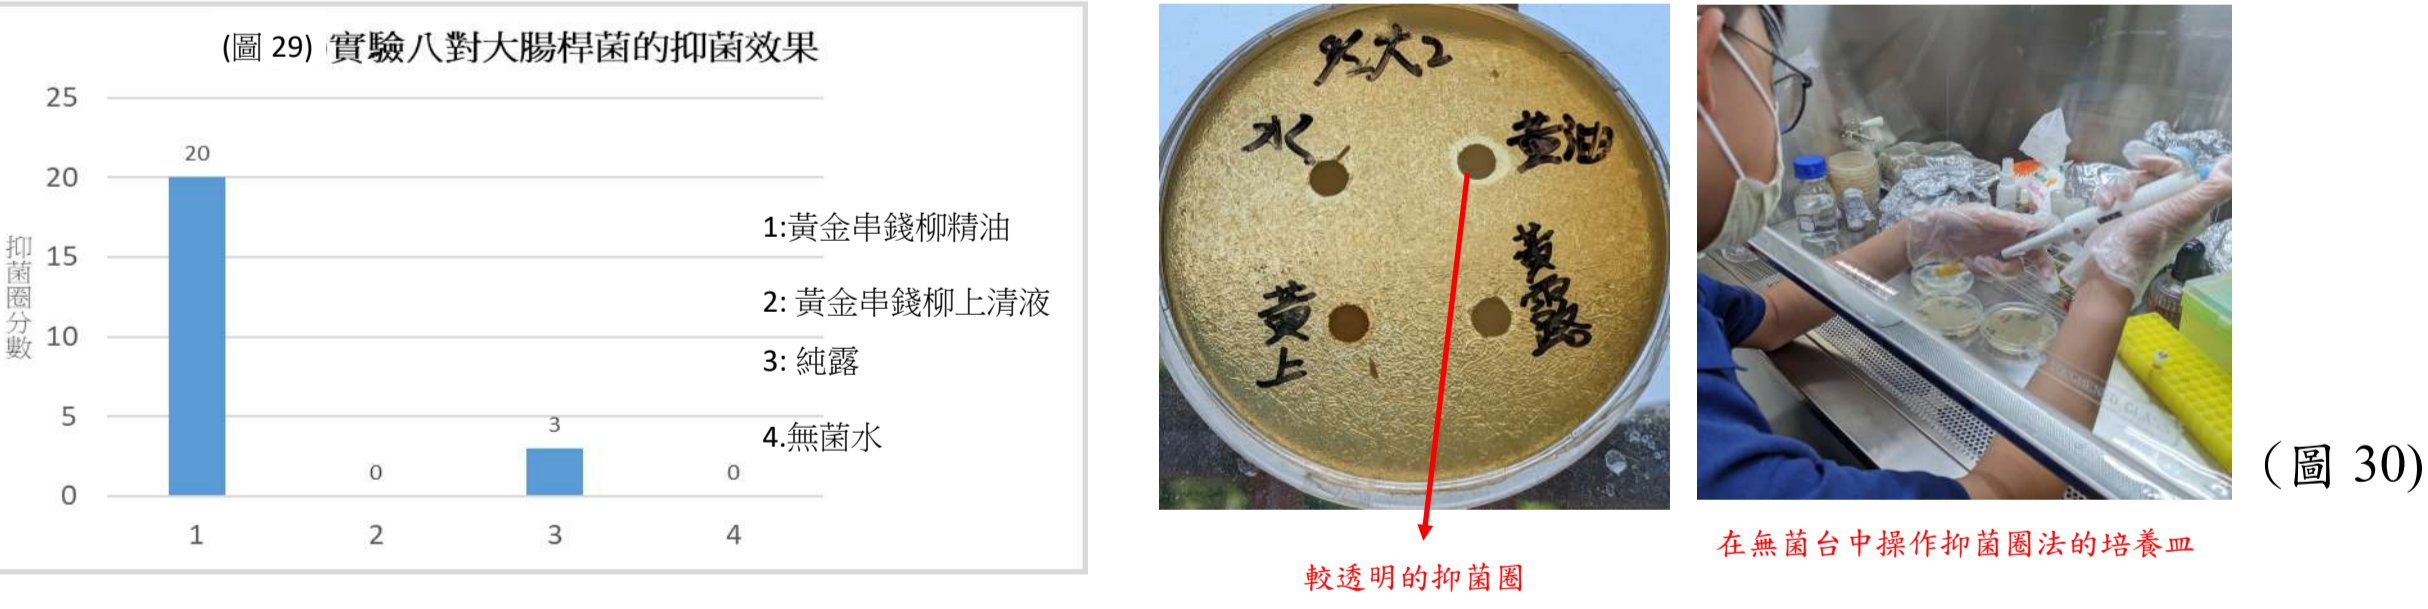 (圖 29) 實驗八對大腸桿菌的抑菌效果
抑菌圈分數
25
20
15
10
5
0
20
0
3
0
1
2
3
4
1:黃金串錢柳精油
2: 黃金串錢柳上清液
3: 純露
4.無菌水
大2
水
黃油
黃露
黃上
較透明的抑菌圈
在無菌台中操作抑菌圈法的培養皿
（圖 30)